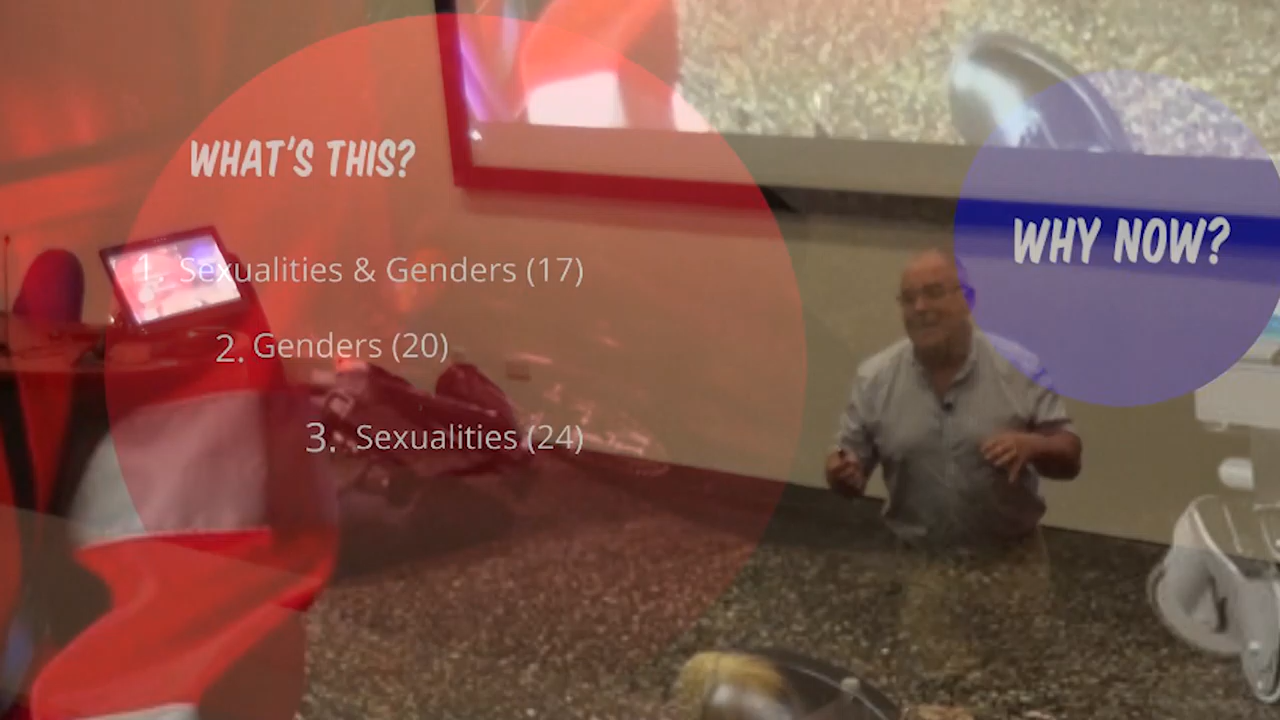 WHAT'S THIS?
1. Sexualities & Genders (17)
2. Genders (20)
3. Sexualities (24)
WHY NOW?